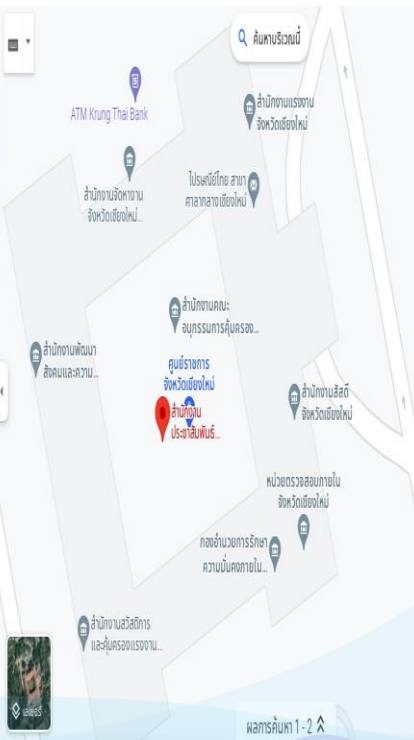 ค้นหาบริเวณนี้
ATM Krung Thai Bank
สำนักงานแรงงาน
จังหวัดเชียงใหม่
สำนักงานจัดหางาน
จังหวัดเชียงใหม่...
ไปรษณีย์ไทย สาขา
ศาลากลางเชียงใหม่
สำนักงานคณะ
อนุกรรมการคุ้มครอง...
สำนักงานพัฒนา
สังคมและความ...
ศูนย์ราชการ
จังหวัดเชียงใหม่
สำนักงาน
ประชาสัมพันธ์...
สำนักงานสัสดี
จังหวัดเชียงใหม่
หน่วยตรวจสอบภายใน
จังหวัดเชียงใหม่
กองอำนวยการรักษา
ความมั่นคงภายใน...
สำนักงานสวัสดิการ
และคุ้มครองแรงงาน...
เลเยอร์
ผลการค้นหา 1 - 2